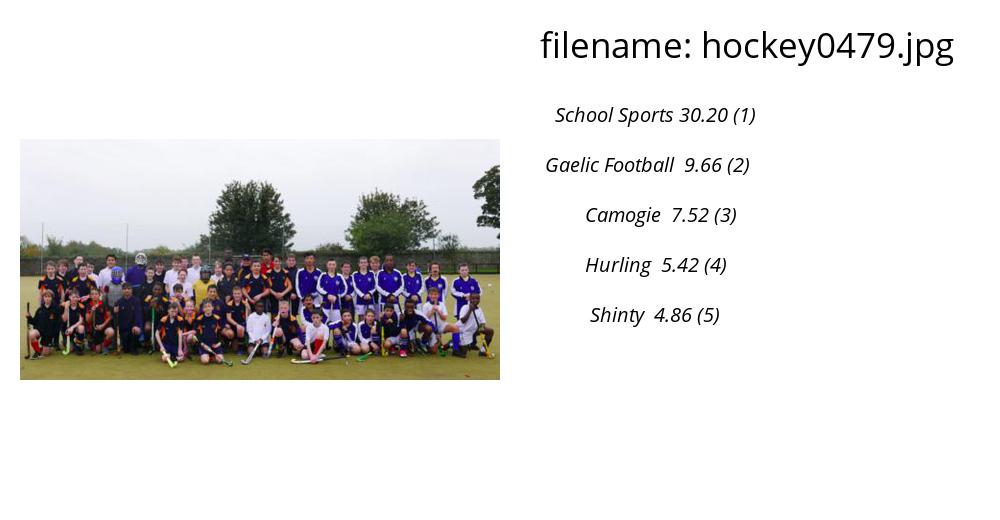 filename: hockey0479.jpg
School Sports 30.20 (1)
Gaelic Football 9.66 (2)
Camogie 7.52 (3)
Hurling 5.42 (4)
Shinty 4.86 (5)